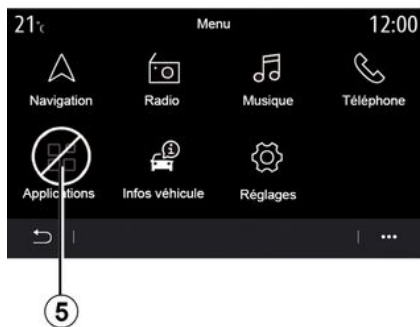 21°c Menu 12:00
Navigation Radio Musique Téléphone
Applications Infos véhicule Réglages
5